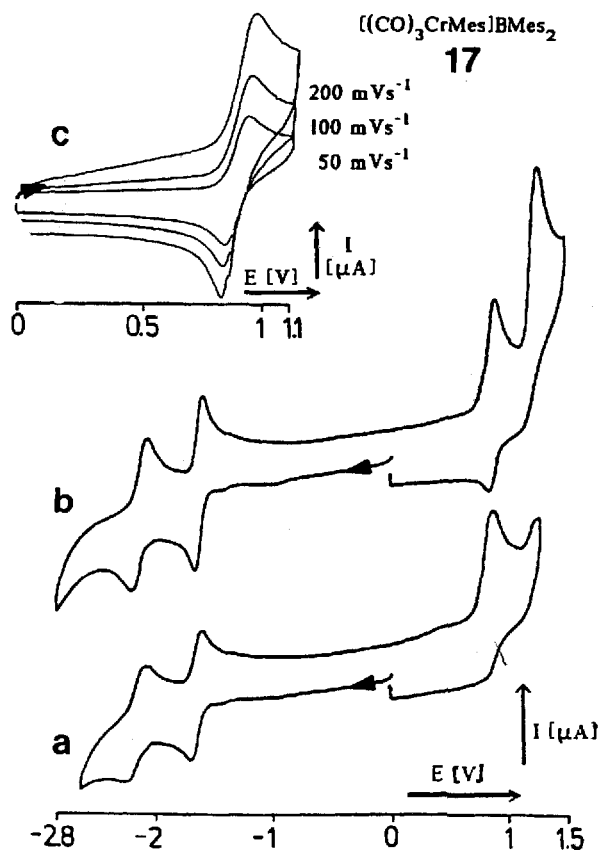 [(CO)₃CrMes]BMes₂
17
c
200 mVs⁻¹
100 mVs⁻¹
50 mVs⁻¹
I
[μA]
E [V]
0 0.5 1 1.1
b
a
I [μA]
E [V]
-2.8 -2 -1 0 1 1.5